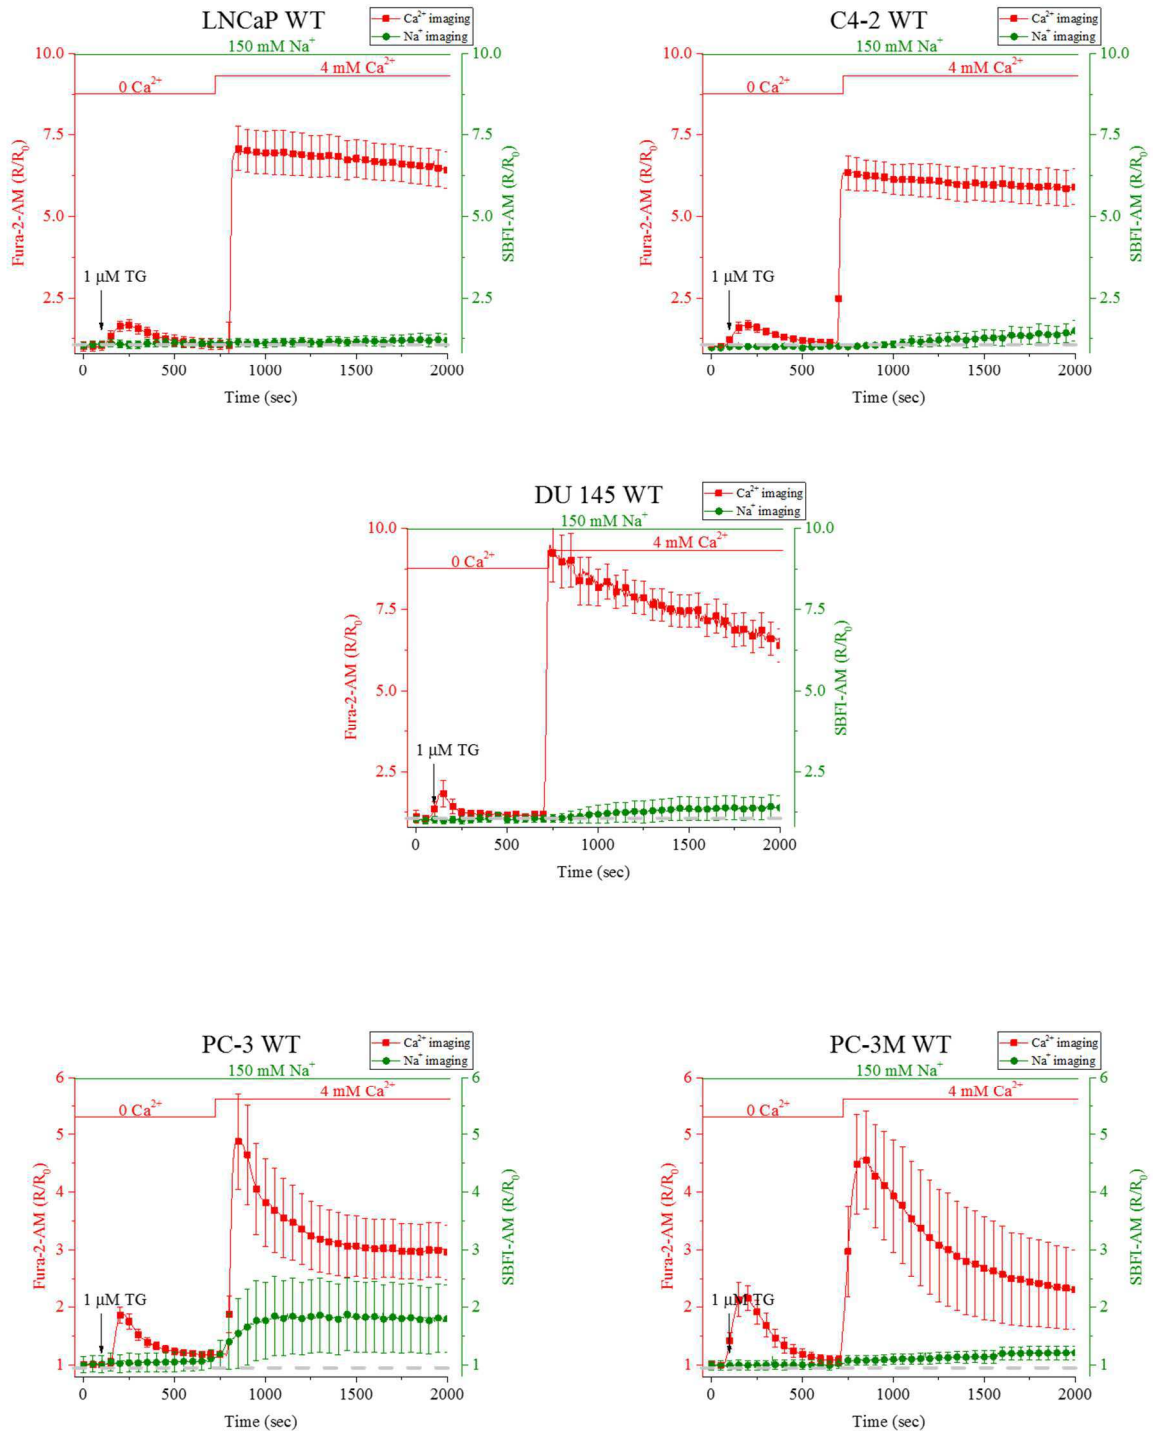 LNCaP WT
Ca²⁺ imaging
Na⁺ imaging
150 mM Na⁺
4 mM Ca²⁺
0 Ca²⁺
1 μM TG
10.0
7.5
5.0
2.5
10.0
7.5
5.0
2.5
Fura-2-AM (R/R₀)
SBFI-AM (R/R₀)
0 500 1000 1500 2000
Time (sec)
C4-2 WT
Ca²⁺ imaging
Na⁺ imaging
150 mM Na⁺
4 mM Ca²⁺
0 Ca²⁺
1 μM TG
10.0
7.5
5.0
2.5
10.0
7.5
5.0
2.5
Fura-2-AM (R/R₀)
SBFI-AM (R/R₀)
0 500 1000 1500 2000
Time (sec)
DU 145 WT
Ca²⁺ imaging
Na⁺ imaging
150 mM Na⁺
4 mM Ca²⁺
0 Ca²⁺
1 μM TG
10.0
7.5
5.0
2.5
10.0
7.5
5.0
2.5
Fura-2-AM (R/R₀)
SBFI-AM (R/R₀)
0 500 1000 1500 2000
Time (sec)
PC-3 WT
Ca²⁺ imaging
Na⁺ imaging
150 mM Na⁺
4 mM Ca²⁺
0 Ca²⁺
1 μM TG
6
5
4
3
2
1
6
5
4
3
2
1
Fura-2-AM (R/R₀)
SBFI-AM (R/R₀)
0 500 1000 1500 2000
Time (sec)
PC-3M WT
Ca²⁺ imaging
Na⁺ imaging
150 mM Na⁺
4 mM Ca²⁺
0 Ca²⁺
1 μM TG
6
5
4
3
2
1
6
5
4
3
2
1
Fura-2-AM (R/R₀)
SBFI-AM (R/R₀)
0 500 1000 1500 2000
Time (sec)